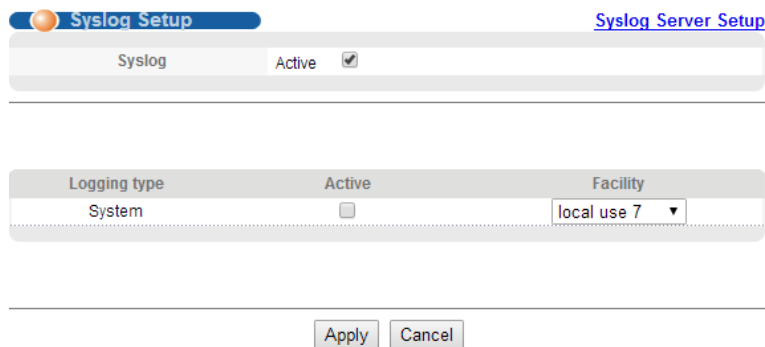 Syslog Setup Syslog Server Setup
Syslog Active
Logging type Active Facility
System local use 7
Apply Cancel